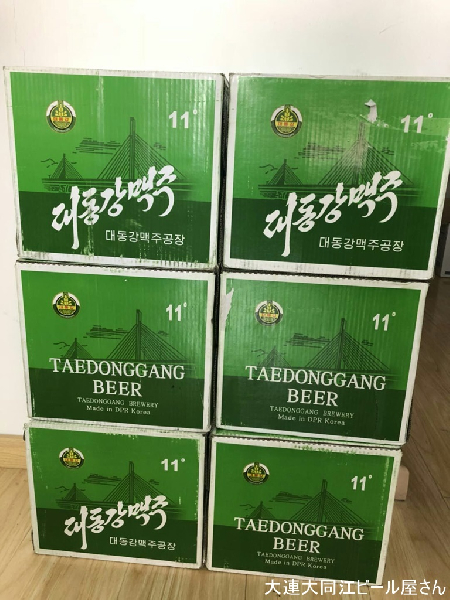 11°
대동강맥주
대동강맥주공장
11°
대동강맥주
대동강맥주공장
11°
TAEDONGGANG
BEER
TAEDONGGANG BREWERY
Made in DPR Korea
11°
TAEDONGGANG
BEER
TAEDONGGANG BREWERY
Made in DPR Korea
11°
대동강맥주
대동강맥주공장
11°
TAEDONGGANG
BEER
TAEDONGGANG BREWERY
Made in DPR Korea
大連大同江ビール屋さん